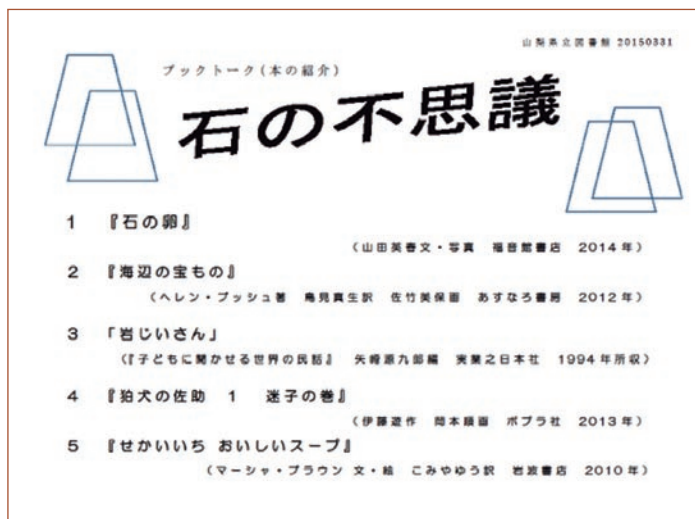 山梨県立図書館 20150331
ブックトーク（本の紹介）
石の不思議
1 『石の卵』
（山田英春文・写真 福音館書店 2014年）
2 『海辺の宝もの』
（ヘレン・ブッシュ著 鳥見真生訳 佐竹美保画 あすなろ書房 2012年）
3 「岩じいさん」
（『子どもに聞かせる世界の民話』 矢崎源九郎編 実業之日本社 1994年所収）
4 『狛犬の佐助 1 迷子の巻』
（伊藤遊作 岡本順画 ポプラ社 2013年）
5 『せかいいち おいしいスープ』
（マーシャ・ブラウン 文・絵 こみやゆう訳 岩波書店 2010年）